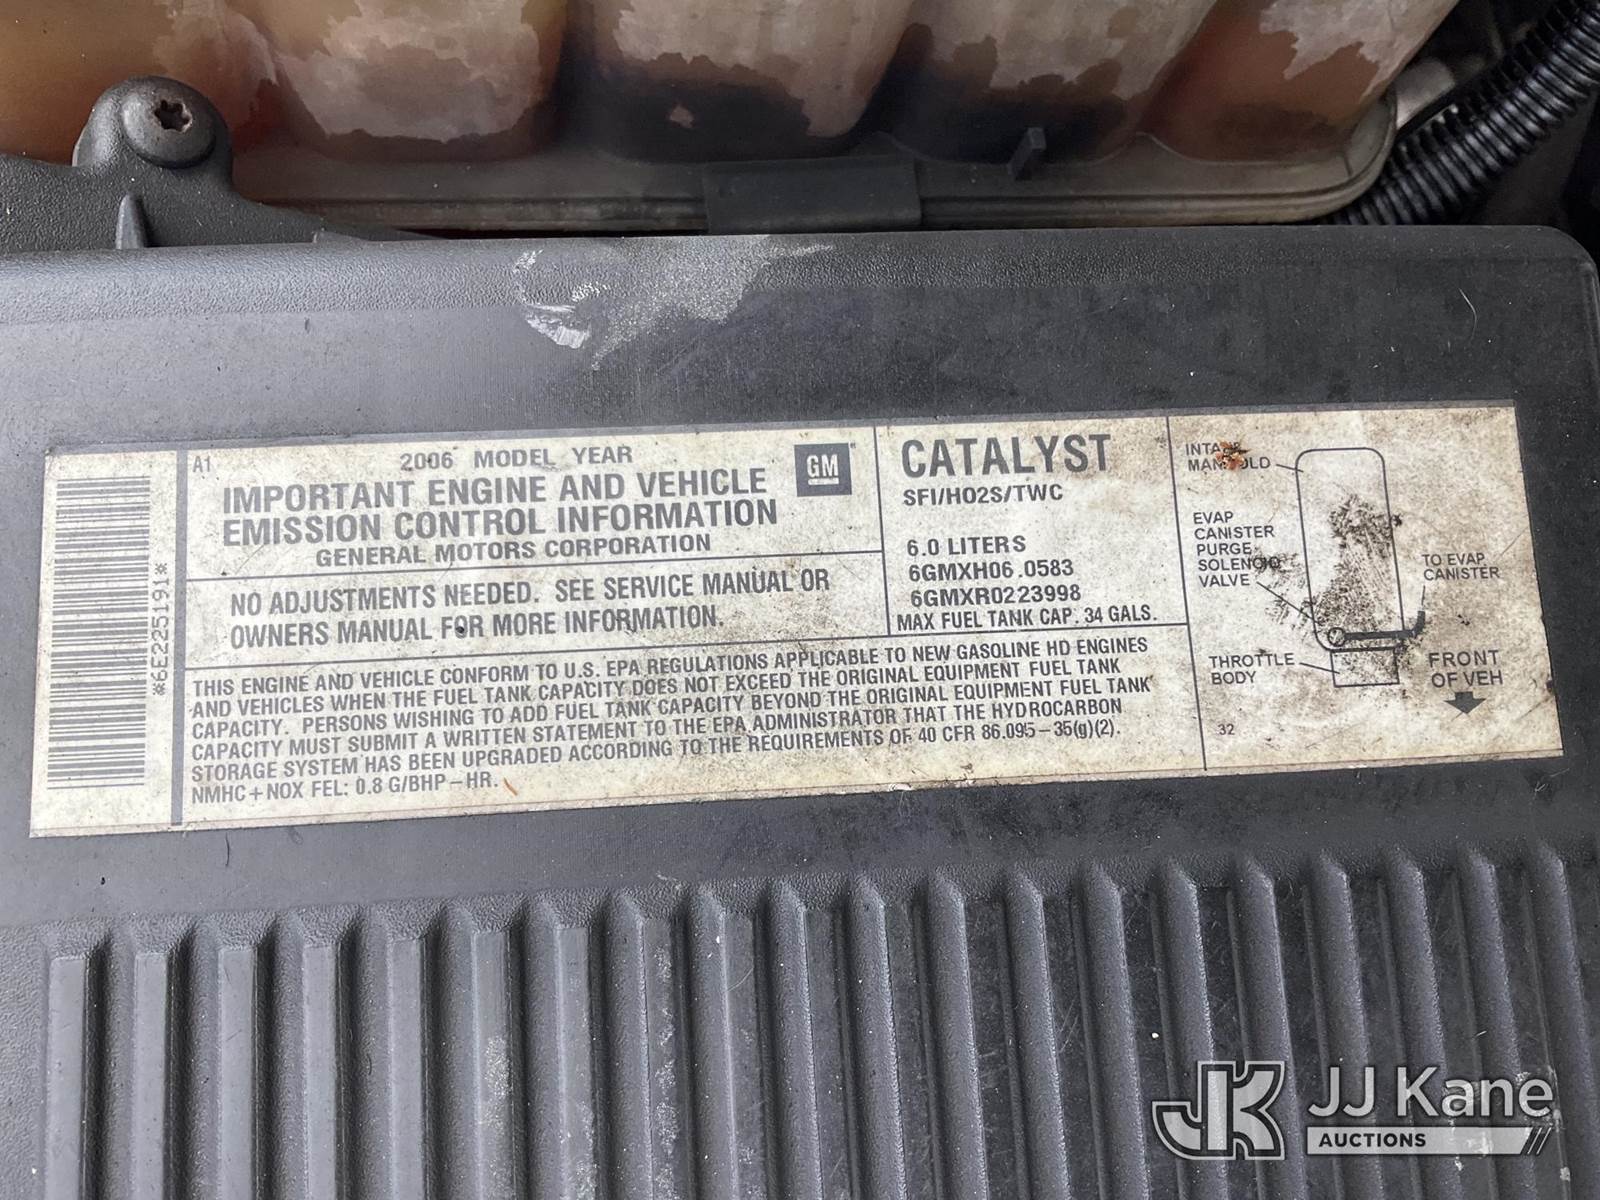 *6E225191*
A1
2006 MODEL YEAR
IMPORTANT ENGINE AND VEHICLE
EMISSION CONTROL INFORMATION
GENERAL MOTORS CORPORATION
GM
NO ADJUSTMENTS NEEDED. SEE SERVICE MANUAL OR
OWNERS MANUAL FOR MORE INFORMATION.
CATALYST
SFI/HO2S/TWC
6.0 LITERS
6GMXH06.0583
6GMXR0223998
MAX FUEL TANK CAP. 34 GALS.
THIS ENGINE AND VEHICLE CONFORM TO U.S. EPA REGULATIONS APPLICABLE TO NEW GASOLINE HD ENGINES
AND VEHICLES WHEN THE FUEL TANK CAPACITY DOES NOT EXCEED THE ORIGINAL EQUIPMENT FUEL TANK
CAPACITY. PERSONS WISHING TO ADD FUEL TANK CAPACITY BEYOND THE ORIGINAL EQUIPMENT FUEL TANK
CAPACITY MUST SUBMIT A WRITTEN STATEMENT TO THE EPA ADMINISTRATOR THAT THE HYDROCARBON
STORAGE SYSTEM HAS BEEN UPGRADED ACCORDING TO THE REQUIREMENTS OF 40 CFR 86.095-35(g)(2).
NMHC+NOX FEL: 0.8 G/BHP-HR.
INTAKE
MANIFOLD
EVAP
CANISTER
PURGE
SOLENOID
VALVE
TO EVAP
CANISTER
THROTTLE
BODY
FRONT
OF VEH
32
JK
JJ Kane
AUCTIONS